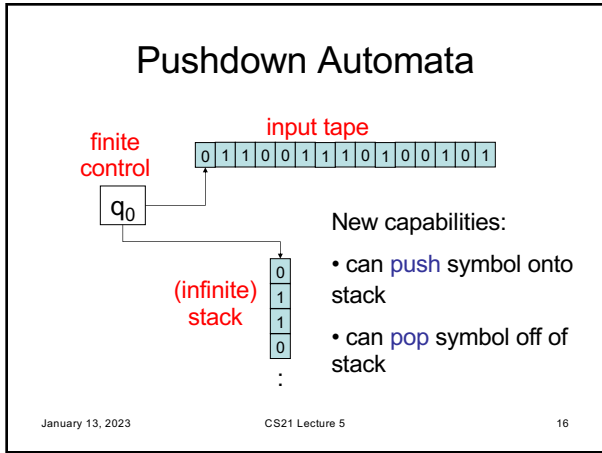 Pushdown Automata
input tape
finite
control
0 1 1 0 0 1 1 1 0 1 0 0 1 0 1
q0
New capabilities:
• can push symbol onto
stack
• can pop symbol off of
stack
(infinite)
stack
0
1
1
0
:
January 13, 2023
CS21 Lecture 5
16